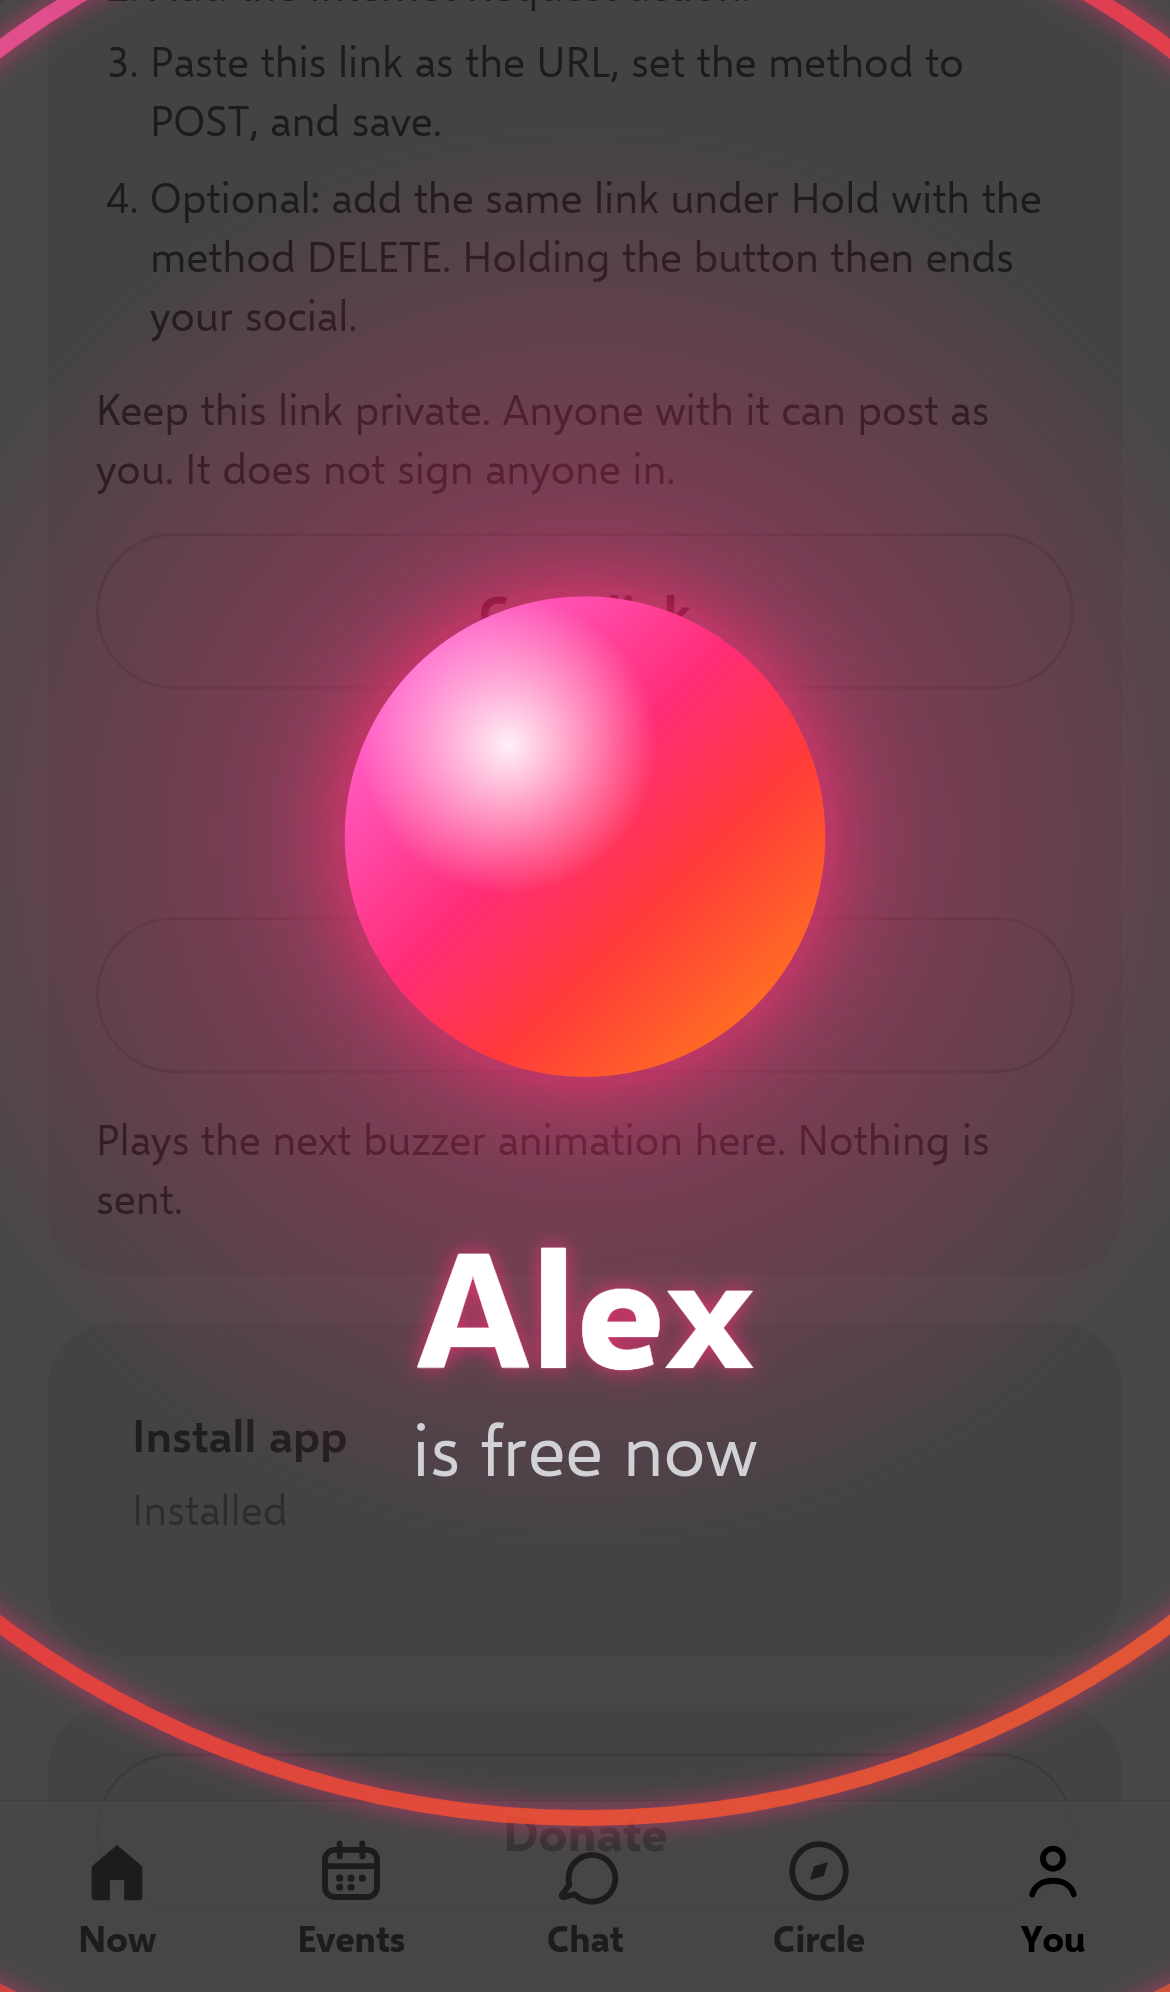 3. Paste this link as the URL, set the method to
POST, and save.
4. Optional: add the same link under Hold with the
method DELETE. Holding the button then ends
your social.
Keep this link private. Anyone with it can post as
you. It does not sign anyone in.
Plays the next buzzer animation here. Nothing is
sent.
Alex
is free now
Install app
Installed
Donate
Now
Events
Chat
Circle
You